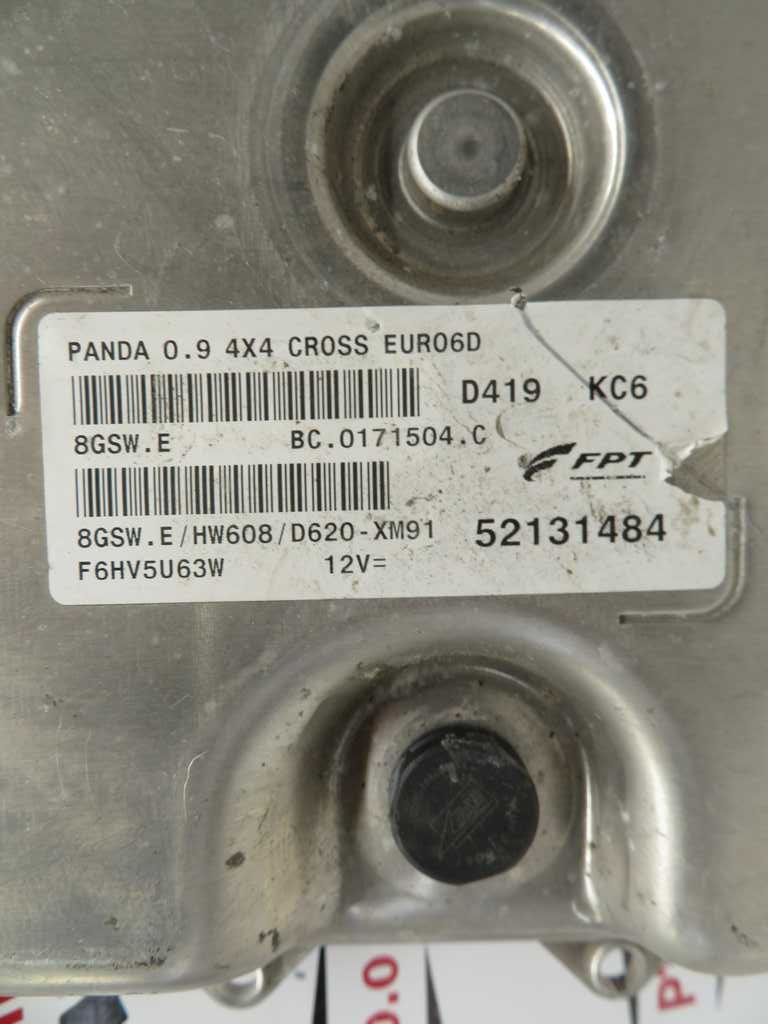 PANDA 0.9 4X4 CROSS EURO6D
D419 KC6
8GSW.E BC.0171504.C
FPT
8GSW.E/HW608/D620-XM91 52131484
F6HV5U63W 12V=